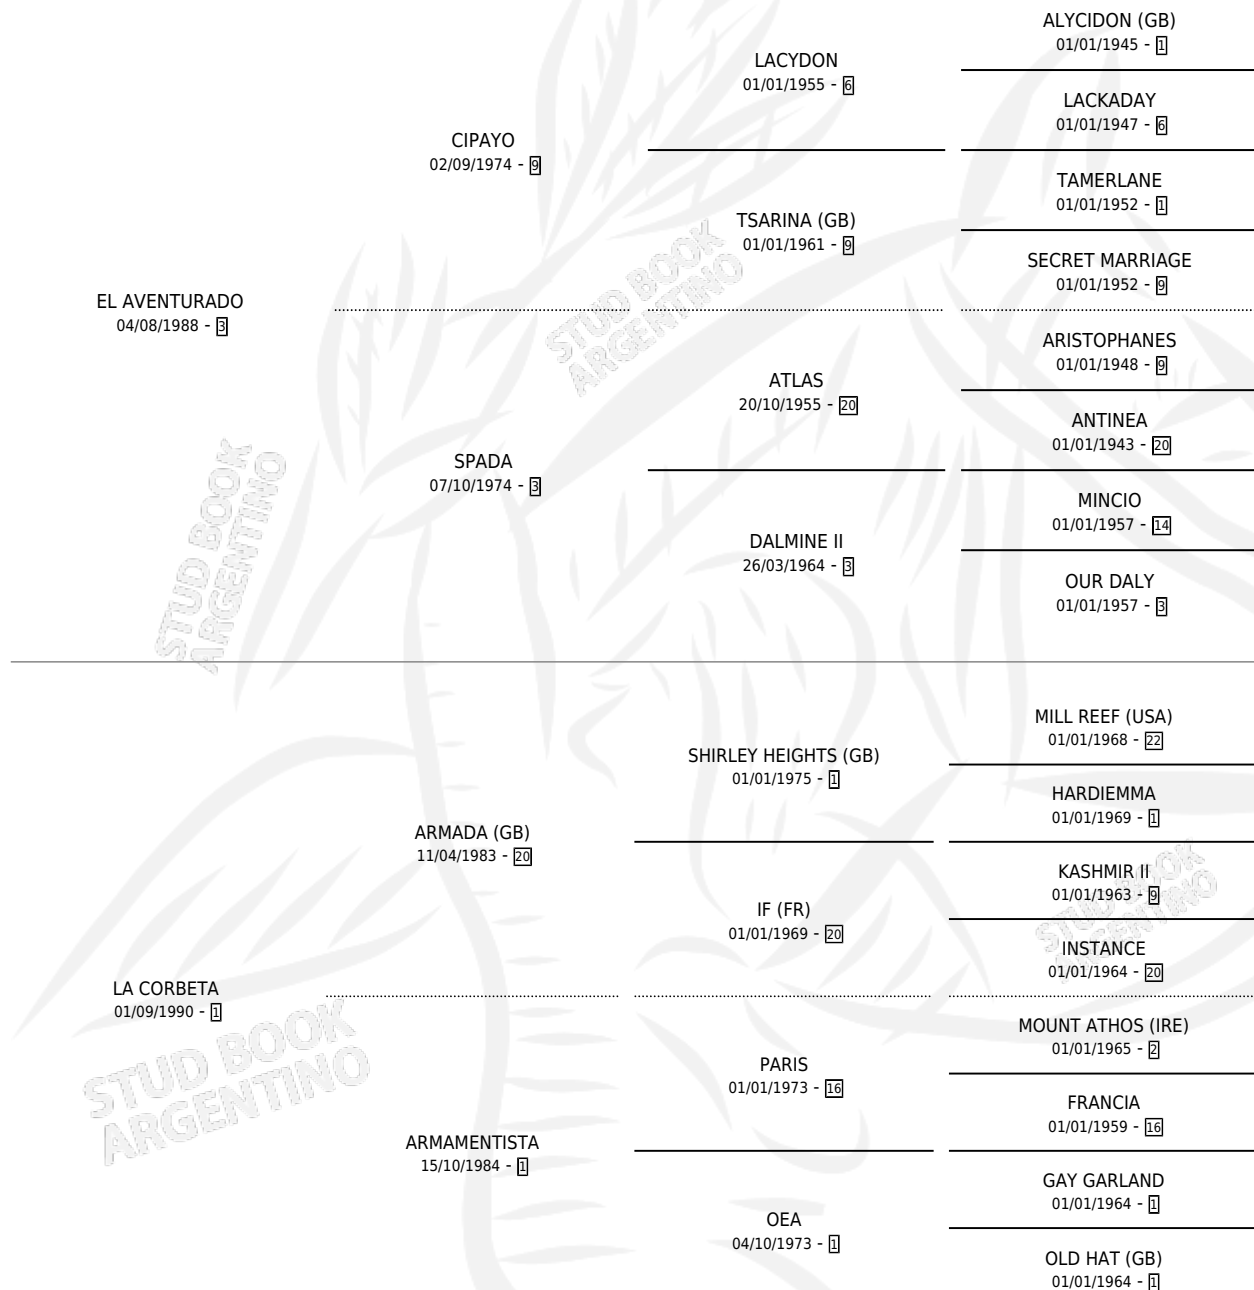 ALYCIDON (GB)
01/01/1945 - 1
LACYDON
01/01/1955 - 6
LACKADAY
01/01/1947 - 6
CIPAYO
02/09/1974 - 9
TAMERLANE
01/01/1952 - 1
TSARINA (GB)
01/01/1961 - 9
SECRET MARRIAGE
01/01/1952 - 9
EL AVENTURADO
04/08/1988 - 3
STUD BOOK
ARGENTINO
ARISTOPHANES
01/01/1948 - 9
ATLAS
20/10/1955 - 20
ANTINEA
01/01/1943 - 20
SPADA
07/10/1974 - 3
MINCIO
01/01/1957 - 14
DALMINE II
26/03/1964 - 3
OUR DALY
01/01/1957 - 3
STUD BOOK
ARGENTINO
MILL REEF (USA)
01/01/1968 - 22
SHIRLEY HEIGHTS (GB)
01/01/1975 - 1
HARDIEMMA
01/01/1969 - 1
ARMADA (GB)
11/04/1983 - 20
KASHMIR II
01/01/1963 - 9
IF (FR)
01/01/1969 - 20
INSTANCE
01/01/1964 - 20
STUD BOOK
ARGENTINO
LA CORBETA
01/09/1990 - 1
MOUNT ATHOS (IRE)
01/01/1965 - 2
PARIS
01/01/1973 - 16
FRANCIA
01/01/1959 - 16
STUD BOOK
ARGENTINO
ARMAMENTISTA
15/10/1984 - 1
GAY GARLAND
01/01/1964 - 1
OEA
04/10/1973 - 1
OLD HAT (GB)
01/01/1964 - 1